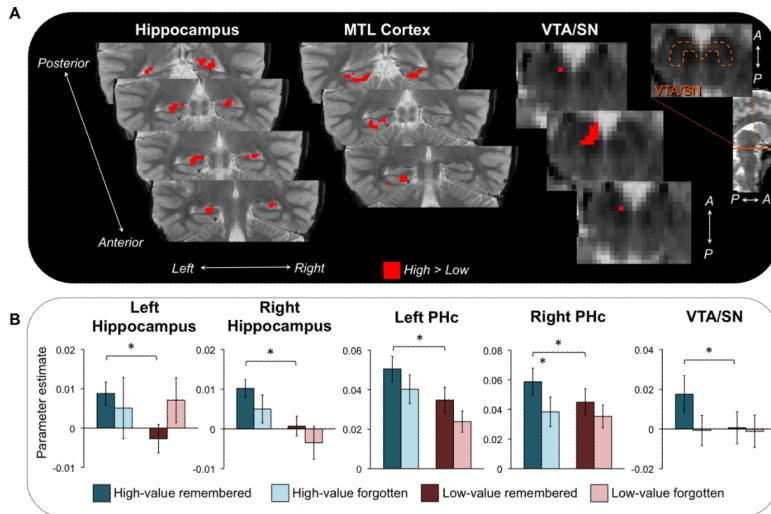 A
Hippocampus
MTL Cortex
VTA/SN
Posterior
Anterior
Left
Right
High > Low
A
P
VTA/SN
P
A
A
P
B
Left
Hippocampus
Right
Hippocampus
Left PHc
Right PHc
VTA/SN
Parameter estimate
0.02
0.01
0
-0.01
*
0.02
0.01
0
-0.01
*
0.06
0.04
0.02
0
*
0.08
0.06
0.04
0.02
0
*
*
0.04
0.02
0
-0.02
*
High-value remembered
High-value forgotten
Low-value remembered
Low-value forgotten